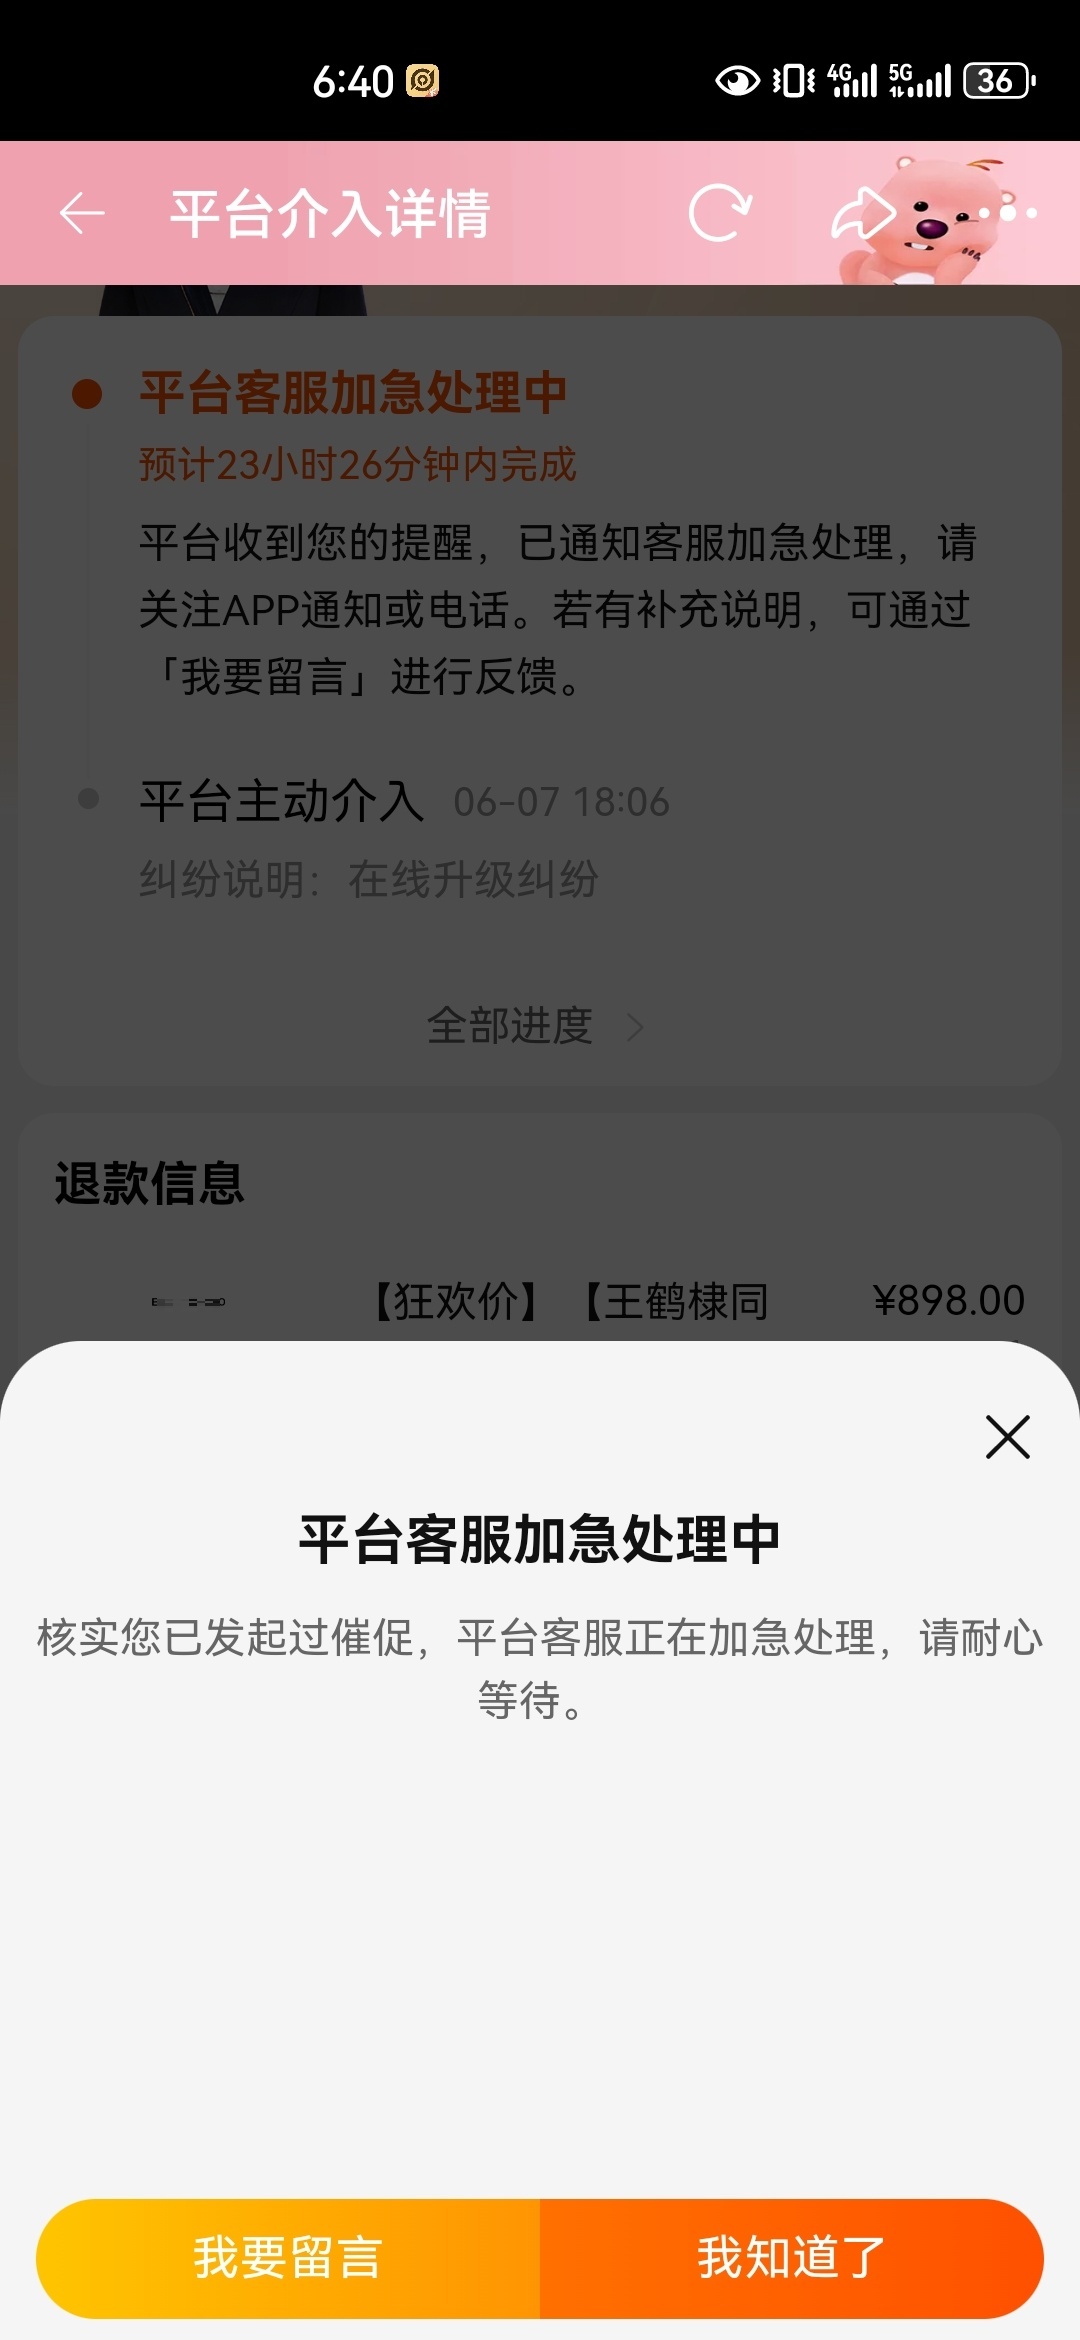 6:40
4G
5G
36
平台介入详情
平台客服加急处理中
预计23小时26分钟内完成
平台收到您的提醒，已通知客服加急处理，请
关注APP通知或电话。若有补充说明，可通过
「我要留言」进行反馈。
平台主动介入 06-07 18:06
纠纷说明：在线升级纠纷
全部进度
退款信息
【狂欢价】【王鹤棣同 ¥898.00
平台客服加急处理中
核实您已发起过催促，平台客服正在加急处理，请耐心
等待。
我要留言 我知道了